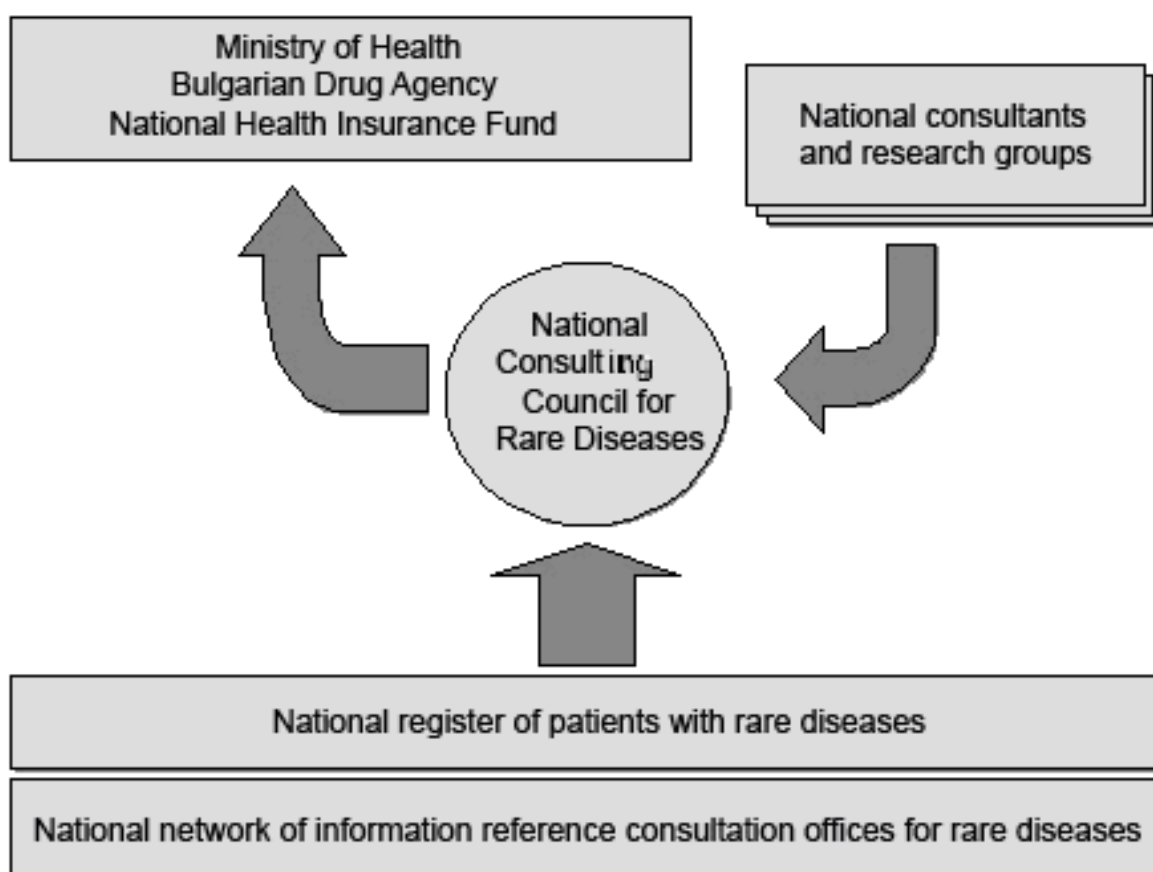 Ministry of Health
Bulgarian Drug Agency
National Health Insurance Fund
National consultants
and research groups
National
Consulting
Council for
Rare Diseases
National register of patients with rare diseases
National network of information reference consultation offices for rare diseases